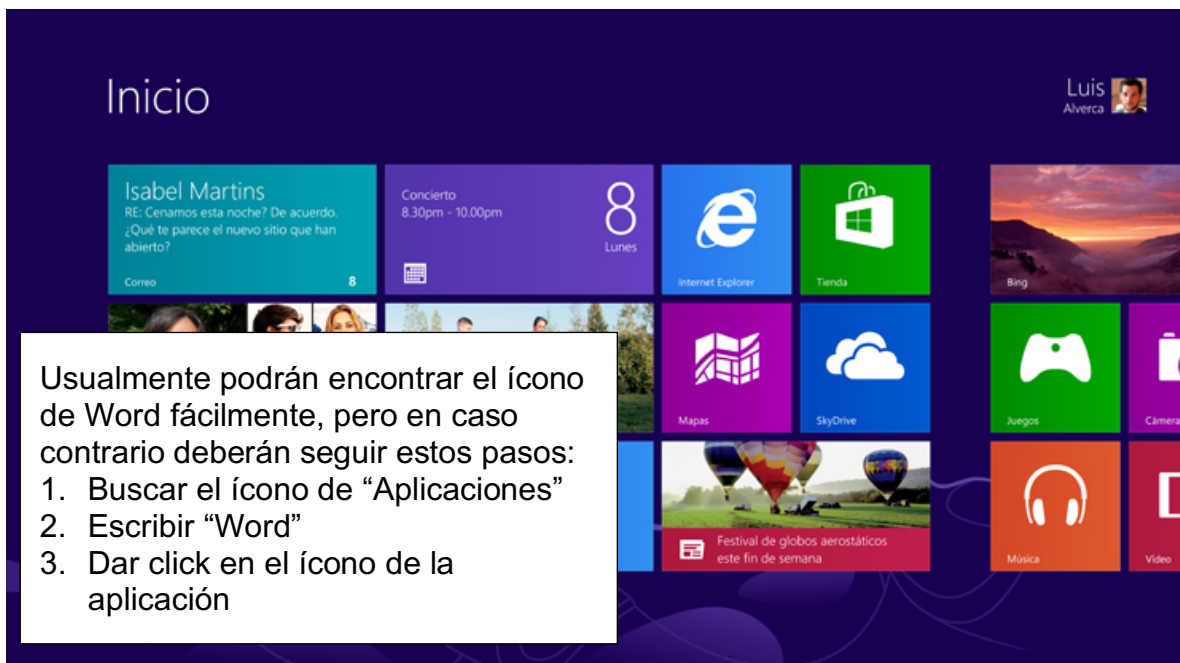 Inicio
Luis
Alverca
Isabel Martins
RE: Cenamos esta noche? De acuerdo.
¿Qué te parece el nuevo sitio que han
abierto?
Correo
8
Concierto
8.30pm - 10.00pm
8
Lunes
Internet Explorer
Tienda
Bing
Mapas
SkyDrive
Juegos
Cámera
Usualmente podrán encontrar el ícono
de Word fácilmente, pero en caso
contrario deberán seguir estos pasos:
1. Buscar el ícono de “Aplicaciones”
2. Escribir “Word”
3. Dar click en el ícono de la
aplicación
Festival de globos aerostáticos
este fin de semana
Música
Video